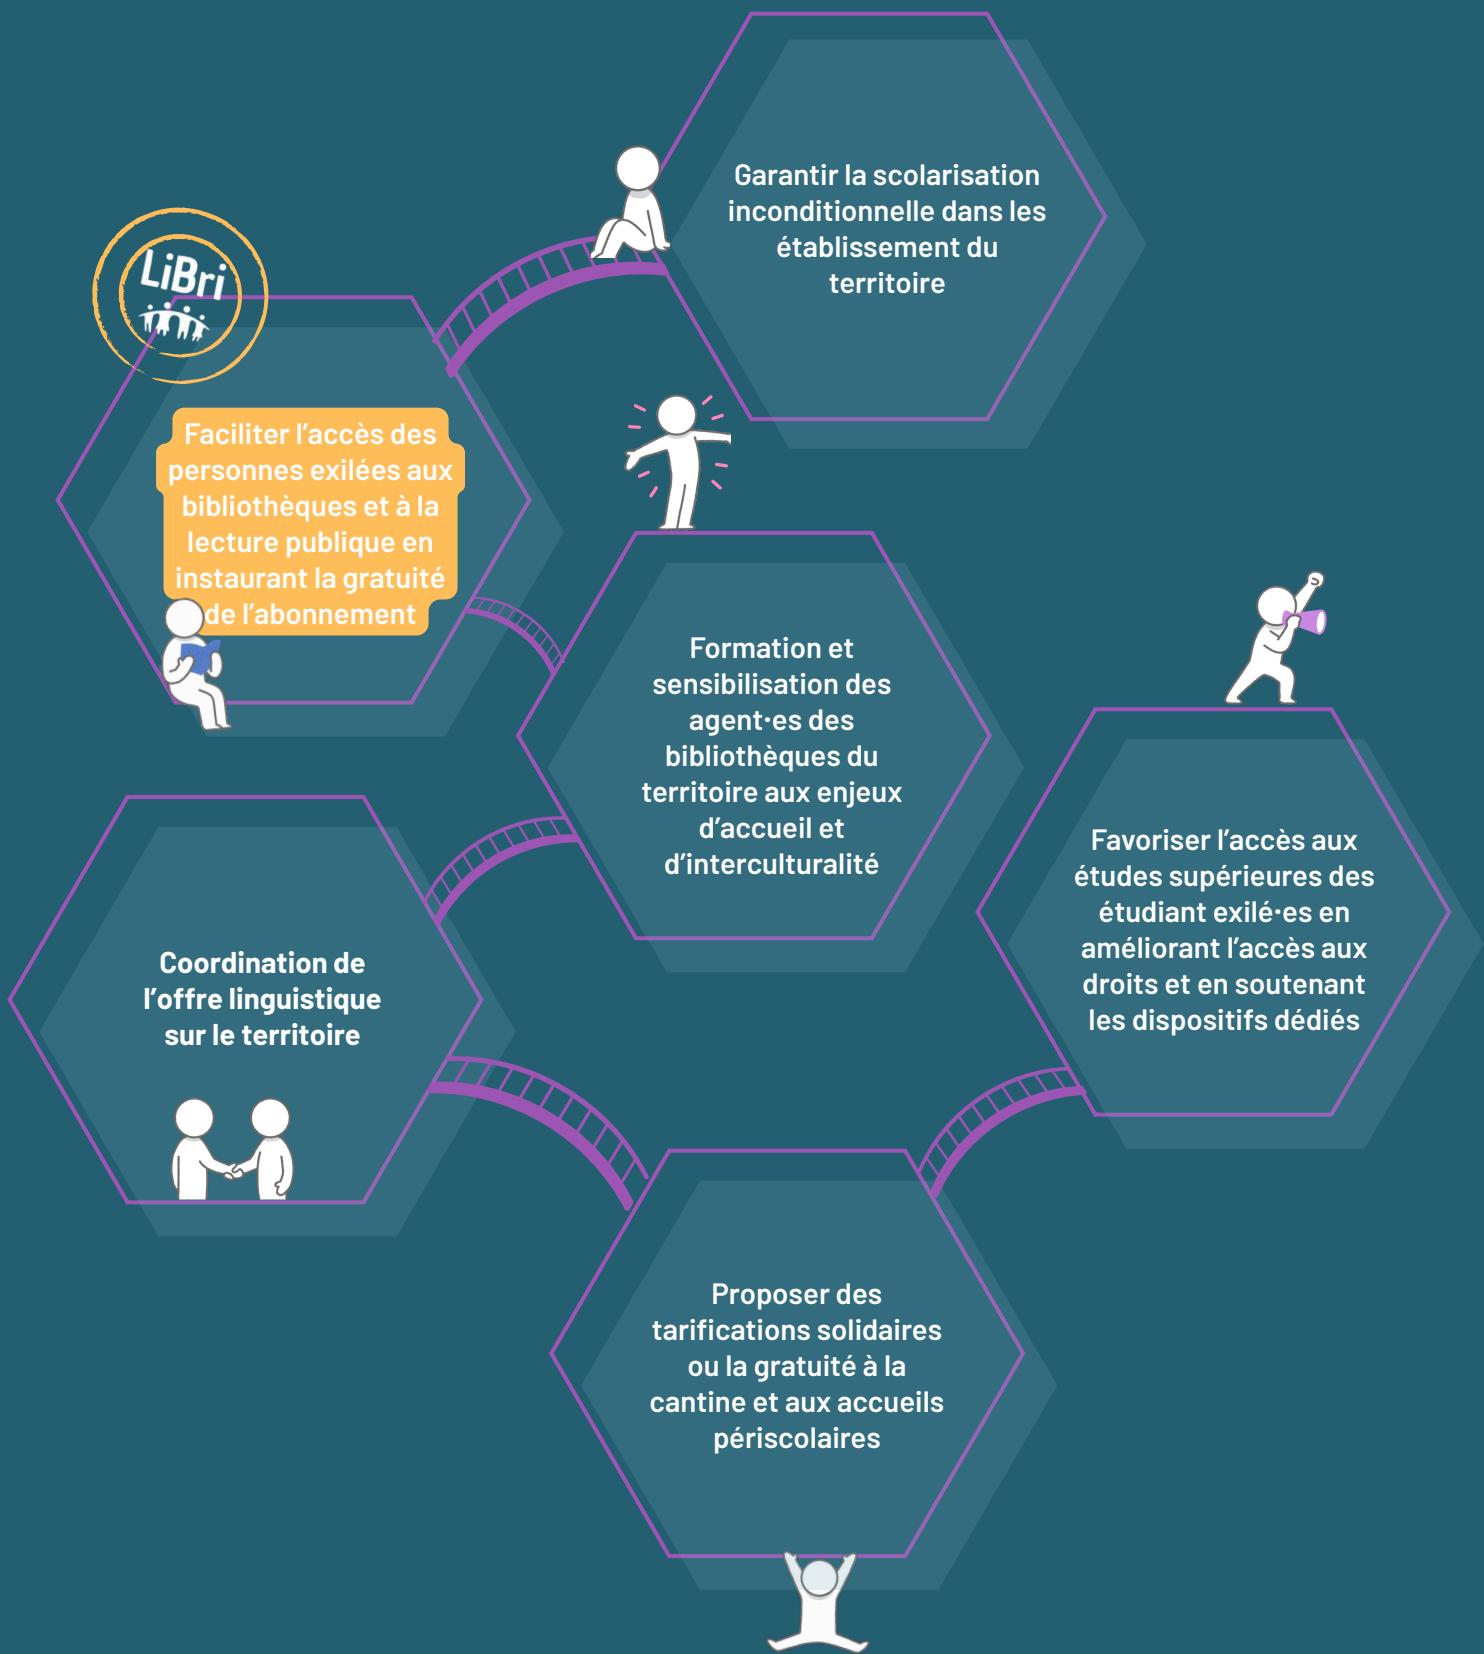 Garantir la scolarisation
inconditionnelle dans les
établissement du
territoire
LiBri
Faciliter l’accès des
personnes exilées aux
bibliothèques et à la
lecture publique en
instaurant la gratuité
de l’abonnement
Formation et
sensibilisation des
agent·es des
bibliothèques du
territoire aux enjeux
d’accueil et
d’interculturalité
Favoriser l’accès aux
études supérieures des
étudiant exilé·es en
améliorant l’accès aux
droits et en soutenant
les dispositifs dédiés
Coordination de
l’offre linguistique
sur le territoire
Proposer des
tarifications solidaires
ou la gratuité à la
cantine et aux accueils
périscolaires